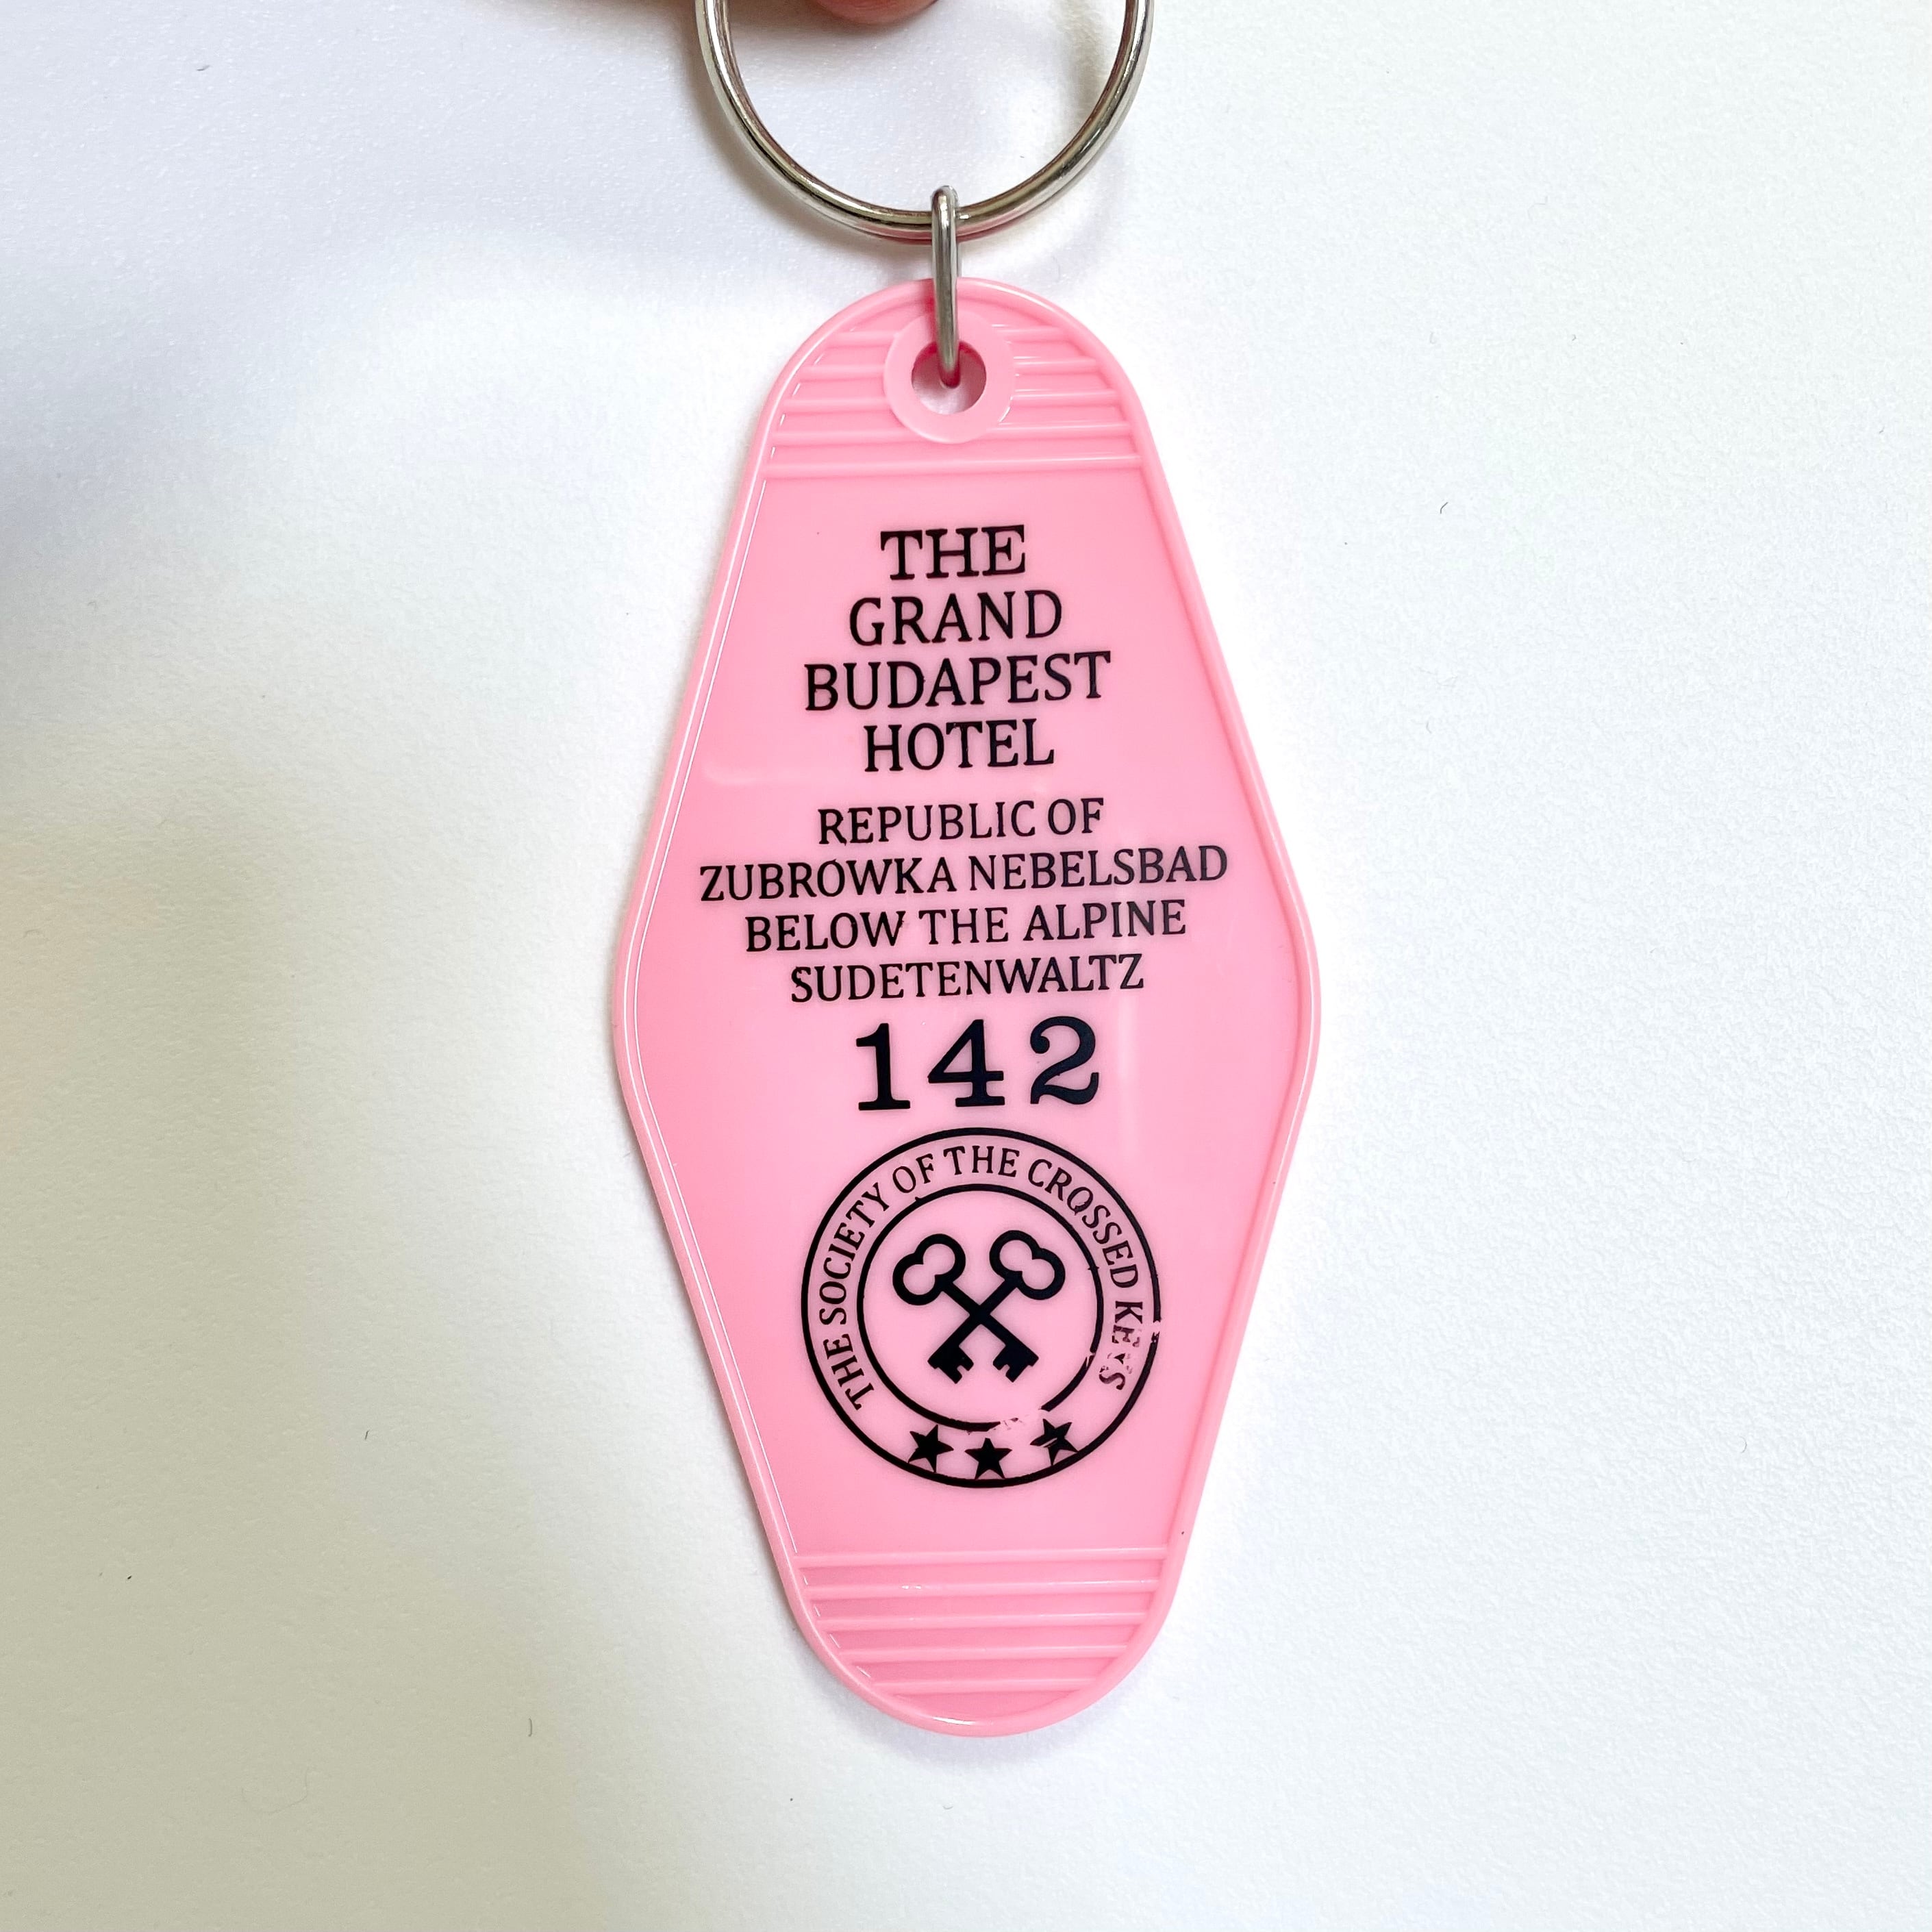 THE
GRAND
BUDAPEST
HOTEL
REPUBLIC OF
ZUBROWKA NEBELSBAD
BELOW THE ALPINE
SUDETENWALTZ
142
THE SOCIETY OF THE CROSSED KEYS